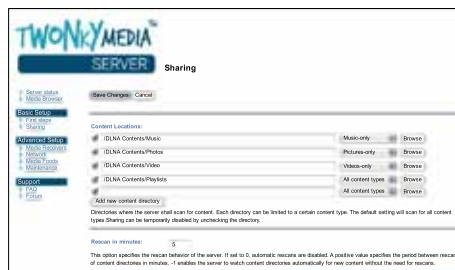 TWONKYMEDIA
SERVER
Sharing
Server status
Media Browser
Save Changes Cancel
Basic Setup
First steps
Sharing
Advanced Setup
Media Receivers
Network
Media Feeds
Maintenance
Support
FAQ
Forum
Content Locations:
/DLNA Contents/Music Music-only Browse
/DLNA Contents/Photos Pictures-only Browse
/DLNA Contents/Video Videos-only Browse
/DLNA Contents/Playlists All content types Browse
All content types Browse
Add new content directory
Directories where the server shall scan for content. Each directory can be limited to a certain content type. The default setting will scan for all content
types.Sharing can be temporarily disabled by unchecking the directory.
Rescan in minutes: 5
This option specifies the rescan behavior of the server. If set to 0, automatic rescans are disabled. A positive value specifies the period between rescans
of content directories in minutes. -1 enables the server to watch content directories automatically for new content without the need for rescans.